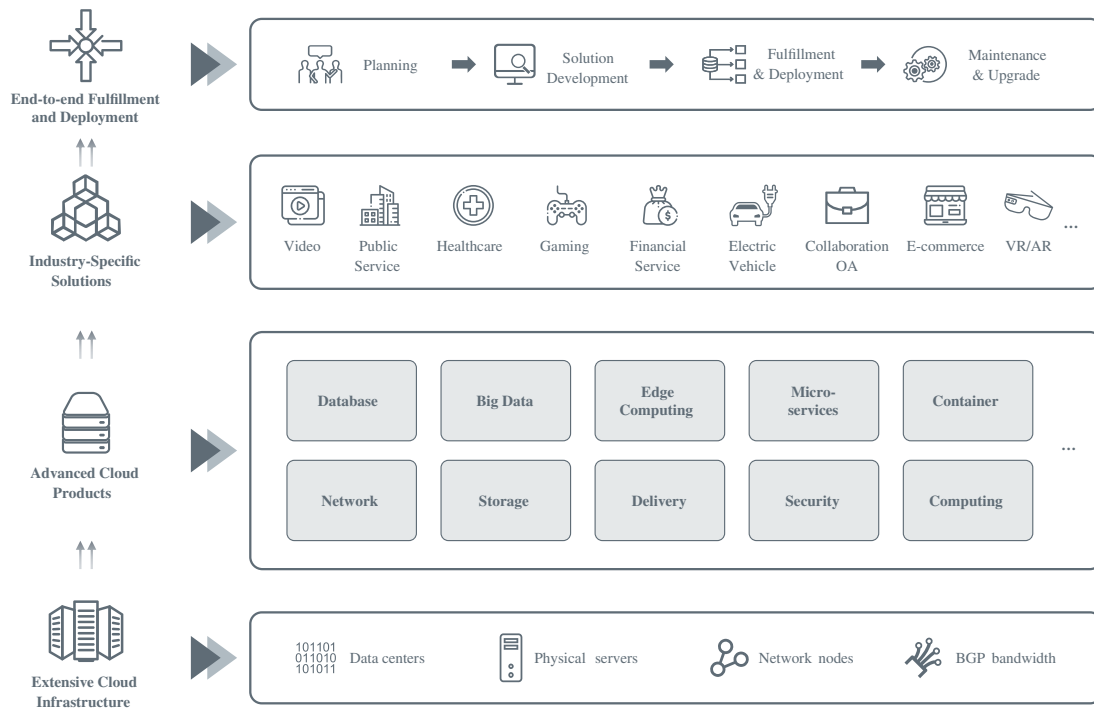 End-to-end Fulfillment
and Deployment
Planning
Solution
Development
Fulfillment
& Deployment
Maintenance
& Upgrade
Industry-Specific
Solutions
Video
Public
Service
Healthcare
Gaming
Financial
Service
Electric
Vehicle
Collaboration
OA
E-commerce
VR/AR
...
Advanced Cloud
Products
Database
Big Data
Edge
Computing
Micro-
services
Container
...
Network
Storage
Delivery
Security
Computing
Extensive Cloud
Infrastructure
101101
011010
101011
Data centers
Physical servers
Network nodes
BGP bandwidth